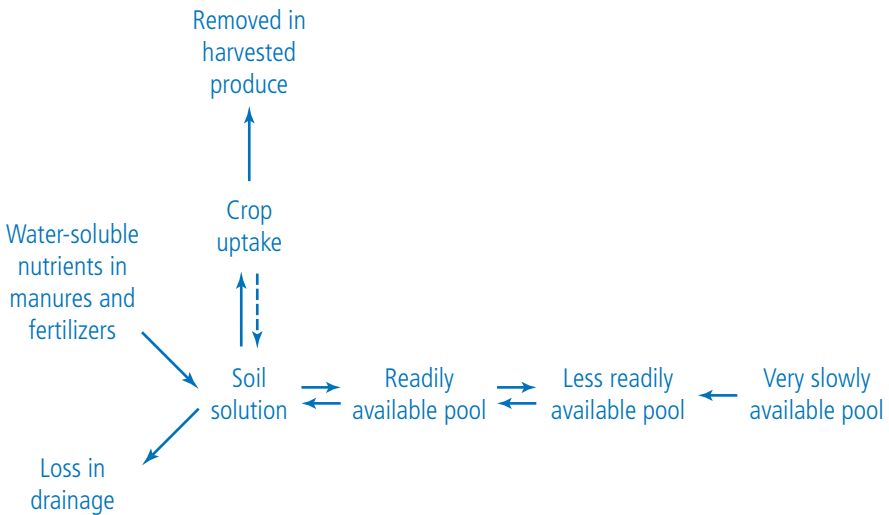 Removed in
harvested
produce
Crop
uptake
Water-soluble
nutrients in
manures and
fertilizers
Soil
solution
Readily
available pool
Less readily
available pool
Very slowly
available pool
Loss in
drainage